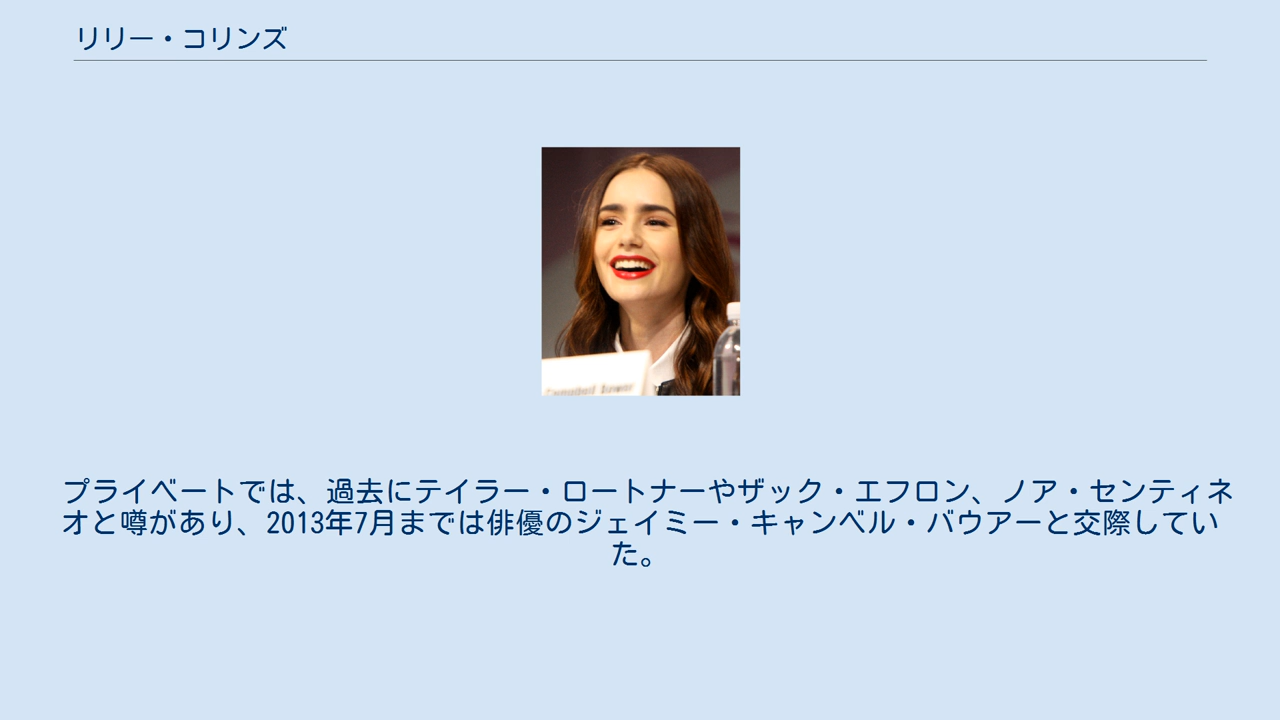 リリー・コリンズ
Campbell Bower
プライベートでは、過去にテイラー・ロートナーやザック・エフロン、ノア・センティネ
オと噂があり、2013年7月までは俳優のジェイミー・キャンベル・バウアーと交際してい
た。